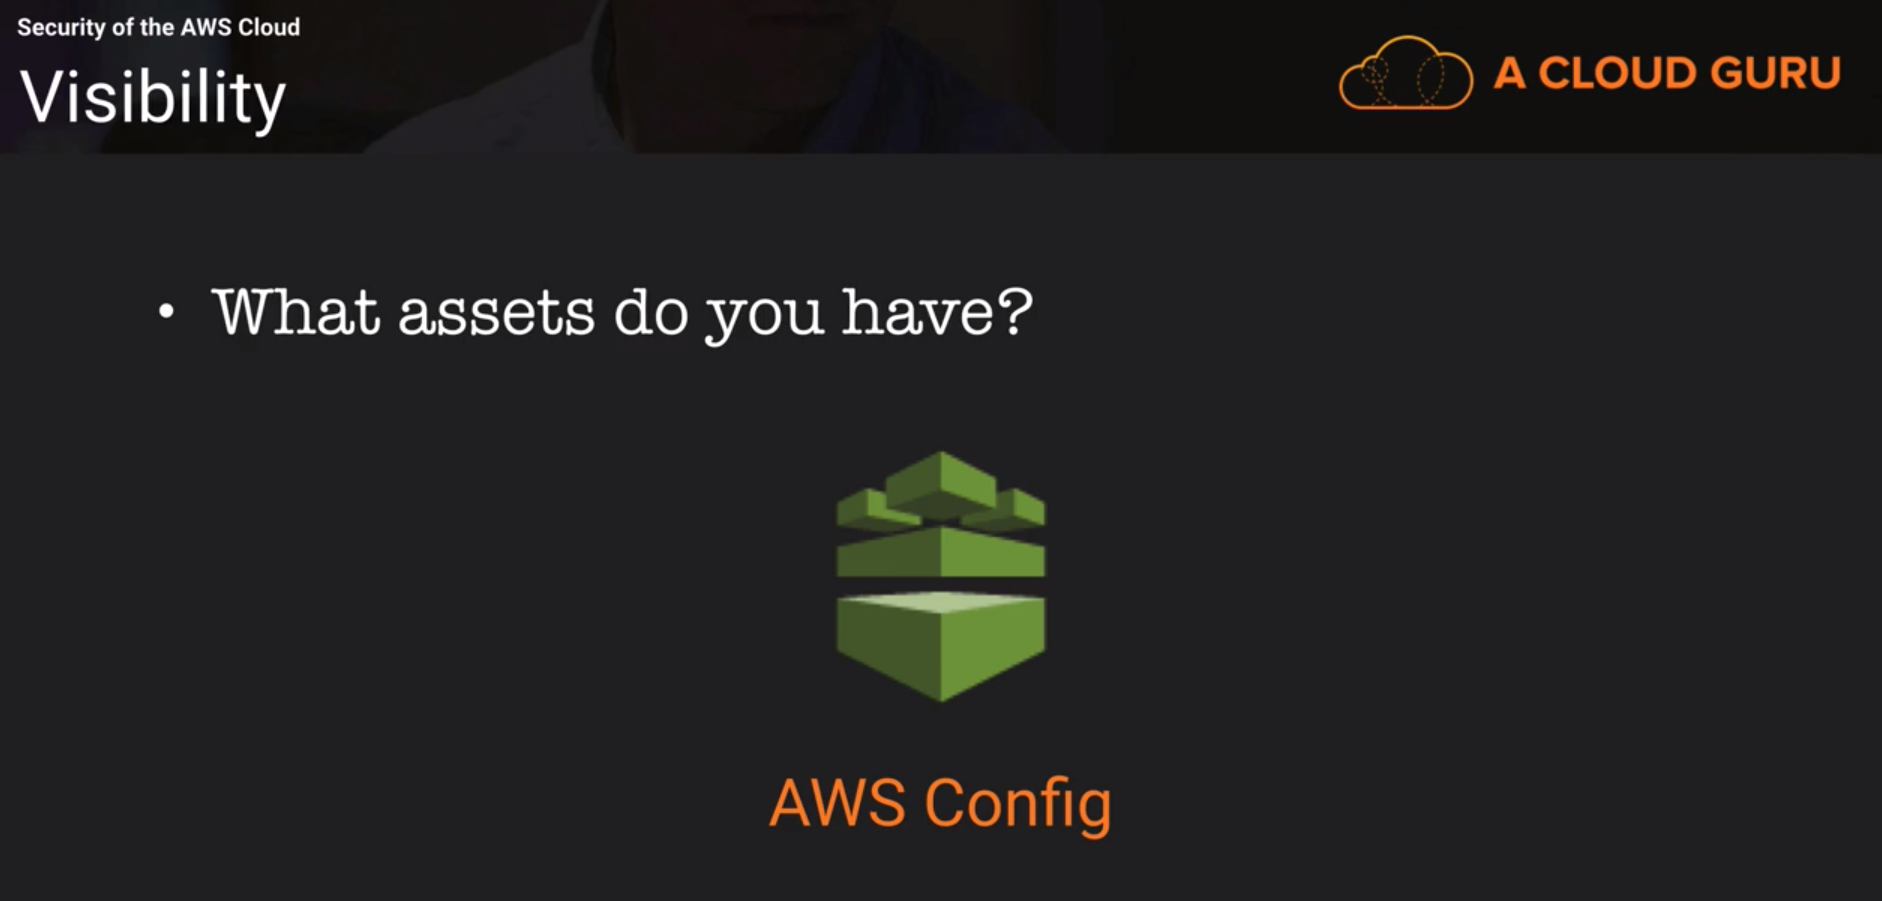 Security of the AWS Cloud
Visibility
A CLOUD GURU
• What assets do you have?
AWS Config